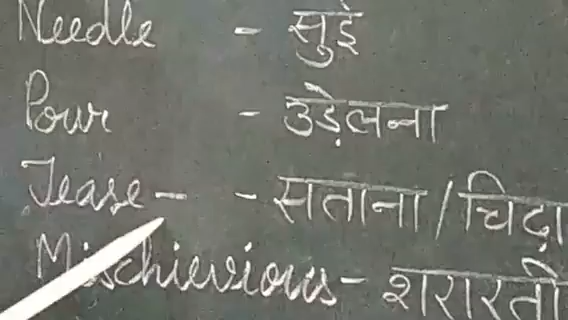 Needle - सुई
Pour - उड़ेलना
Tease - - सताना / चिढ़ा
Mischievious - शरारती